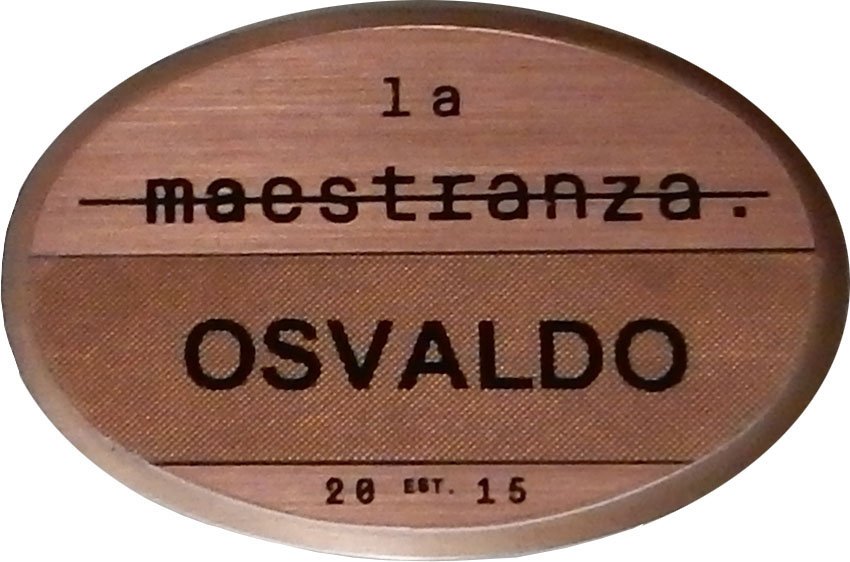 la
maestranza.
OSVALDO
20 EST. 15